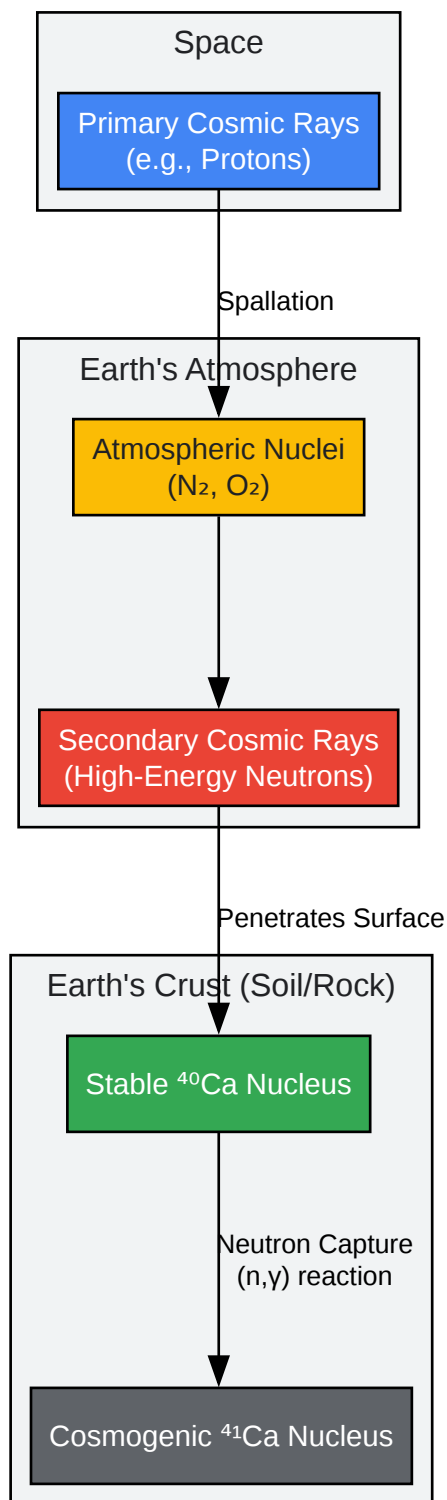 Space
Primary Cosmic Rays
(e.g., Protons)
Spallation
Earth's Atmosphere
Atmospheric Nuclei
(N₂, O₂)
Secondary Cosmic Rays
(High-Energy Neutrons)
Penetrates Surface
Earth's Crust (Soil/Rock)
Stable ⁴⁰Ca Nucleus
Neutron Capture
(n,γ) reaction
Cosmogenic ⁴¹Ca Nucleus